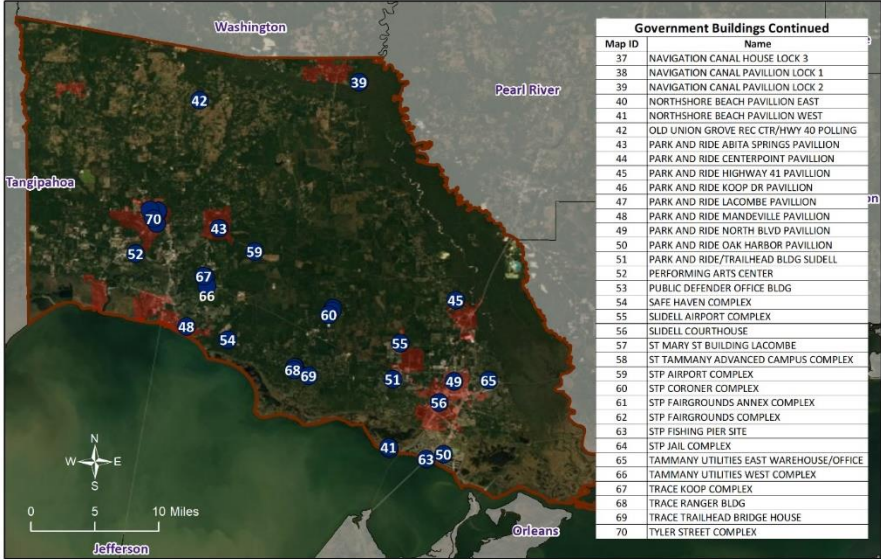 Washington
Pearl River
Tangipahoa
Orleans
Jefferson
39
42
70
43
52
59
67
66
45
60
48
54
55
68
69
51
49
65
56
41
63
50
N
W
E
S
0
5
10 Miles
Government Buildings Continued
Map ID Name
37 NAVIGATION CANAL HOUSE LOCK 3
38 NAVIGATION CANAL PAVILLION LOCK 1
39 NAVIGATION CANAL PAVILLION LOCK 2
40 NORTHSHORE BEACH PAVILLION EAST
41 NORTHSHORE BEACH PAVILLION WEST
42 OLD UNION GROVE REC CTR/HWY 40 POLLING
43 PARK AND RIDE ABITA SPRINGS PAVILLION
44 PARK AND RIDE CENTERPOINT PAVILLION
45 PARK AND RIDE HIGHWAY 41 PAVILLION
46 PARK AND RIDE KOOP DR PAVILLION
47 PARK AND RIDE LACOMBE PAVILLION
48 PARK AND RIDE MANDEVILLE PAVILLION
49 PARK AND RIDE NORTH BLVD PAVILLION
50 PARK AND RIDE OAK HARBOR PAVILLION
51 PARK AND RIDE/TRAILHEAD BLDG SLIDELL
52 PERFORMING ARTS CENTER
53 PUBLIC DEFENDER OFFICE BLDG
54 SAFE HAVEN COMPLEX
55 SLIDELL AIRPORT COMPLEX
56 SLIDELL COURTHOUSE
57 ST MARY ST BUILDING LACOMBE
58 ST TAMMANY ADVANCED CAMPUS COMPLEX
59 STP AIRPORT COMPLEX
60 STP CORONER COMPLEX
61 STP FAIRGROUNDS ANNEX COMPLEX
62 STP FAIRGROUNDS COMPLEX
63 STP FISHING PIER SITE
64 STP JAIL COMPLEX
65 TAMMANY UTILITIES EAST WAREHOUSE/OFFICE
66 TAMMANY UTILITIES WEST COMPLEX
67 TRACE KOOP COMPLEX
68 TRACE RANGER BLDG
69 TRACE TRAILHEAD BRIDGE HOUSE
70 TYLER STREET COMPLEX